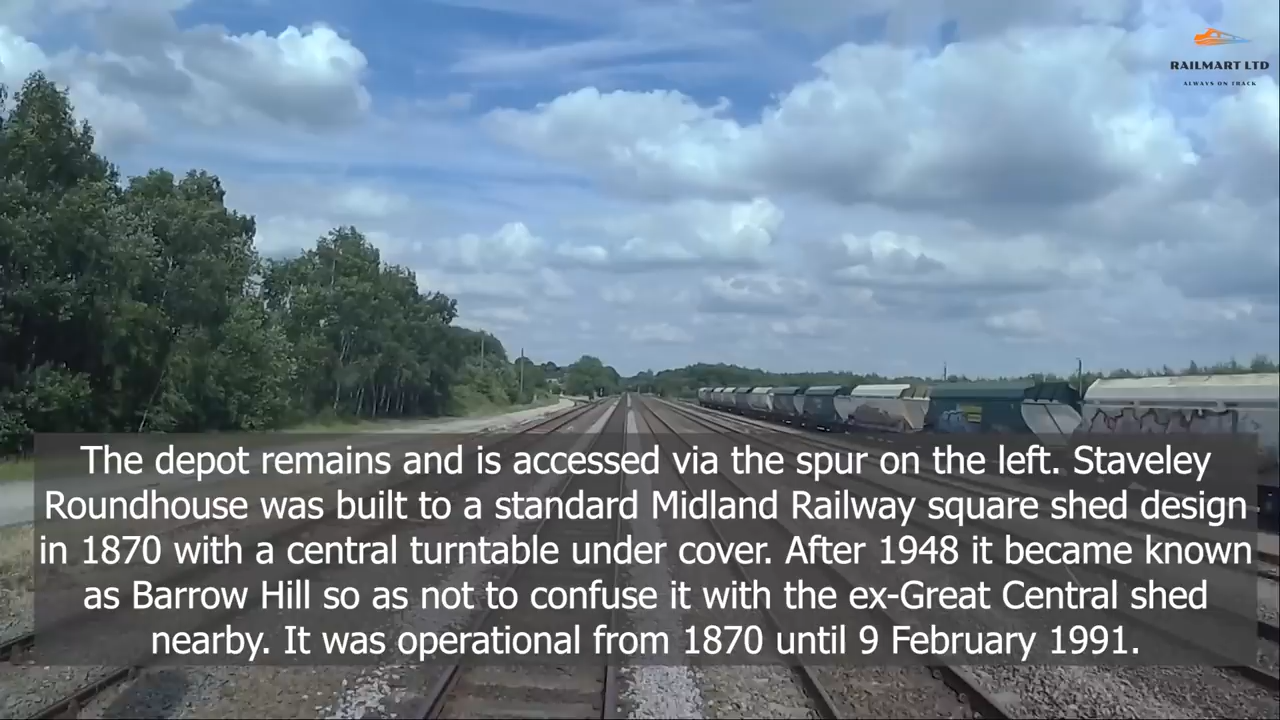 RAILMART LTD
ALWAYS ON TRACK
The depot remains and is accessed via the spur on the left. Staveley
Roundhouse was built to a standard Midland Railway square shed design
in 1870 with a central turntable under cover. After 1948 it became known
as Barrow Hill so as not to confuse it with the ex-Great Central shed
nearby. It was operational from 1870 until 9 February 1991.